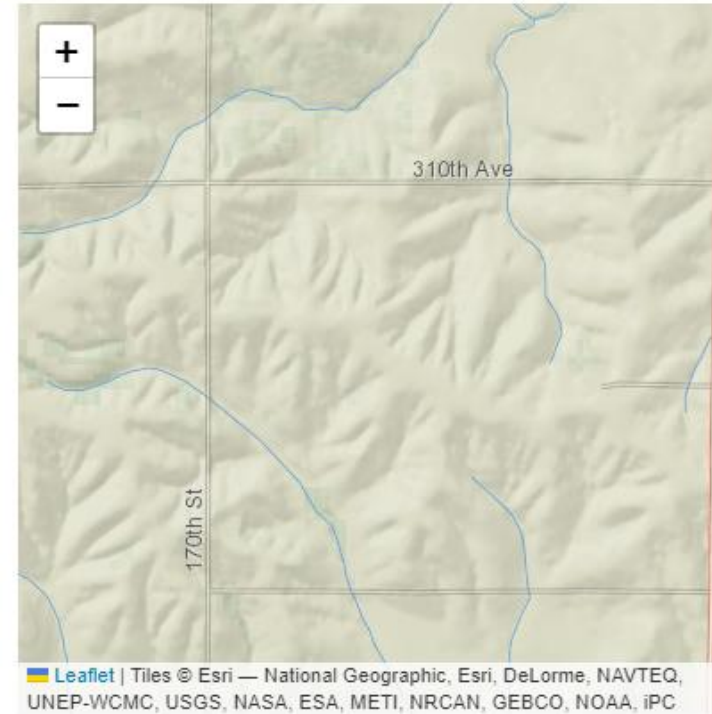 +
−
310th Ave
170th St
Leaflet | Tiles © Esri — National Geographic, Esri, DeLorme, NAVTEQ,
UNEP-WCMC, USGS, NASA, ESA, METI, NRCAN, GEBCO, NOAA, iPC